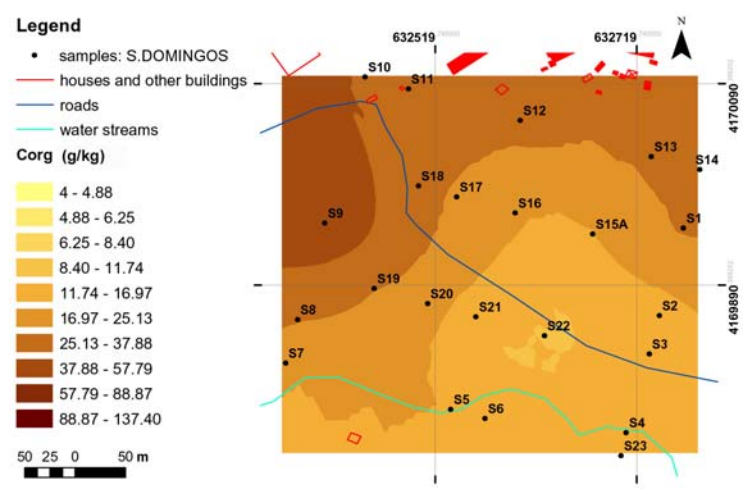 Legend
samples: S.DOMINGOS
houses and other buildings
roads
water streams
Corg (g/kg)
4 - 4.88
4.88 - 6.25
6.25 - 8.40
8.40 - 11.74
11.74 - 16.97
16.97 - 25.13
25.13 - 37.88
37.88 - 57.79
57.79 - 88.87
88.87 - 137.40
50 25 0 50 m
632519
632719
N
4170090
4169890
S10
S11
S12
S13
S14
S18
S17
S16
S9
S15A
S1
S19
S20
S21
S2
S8
S22
S3
S7
S5
S6
S4
S23